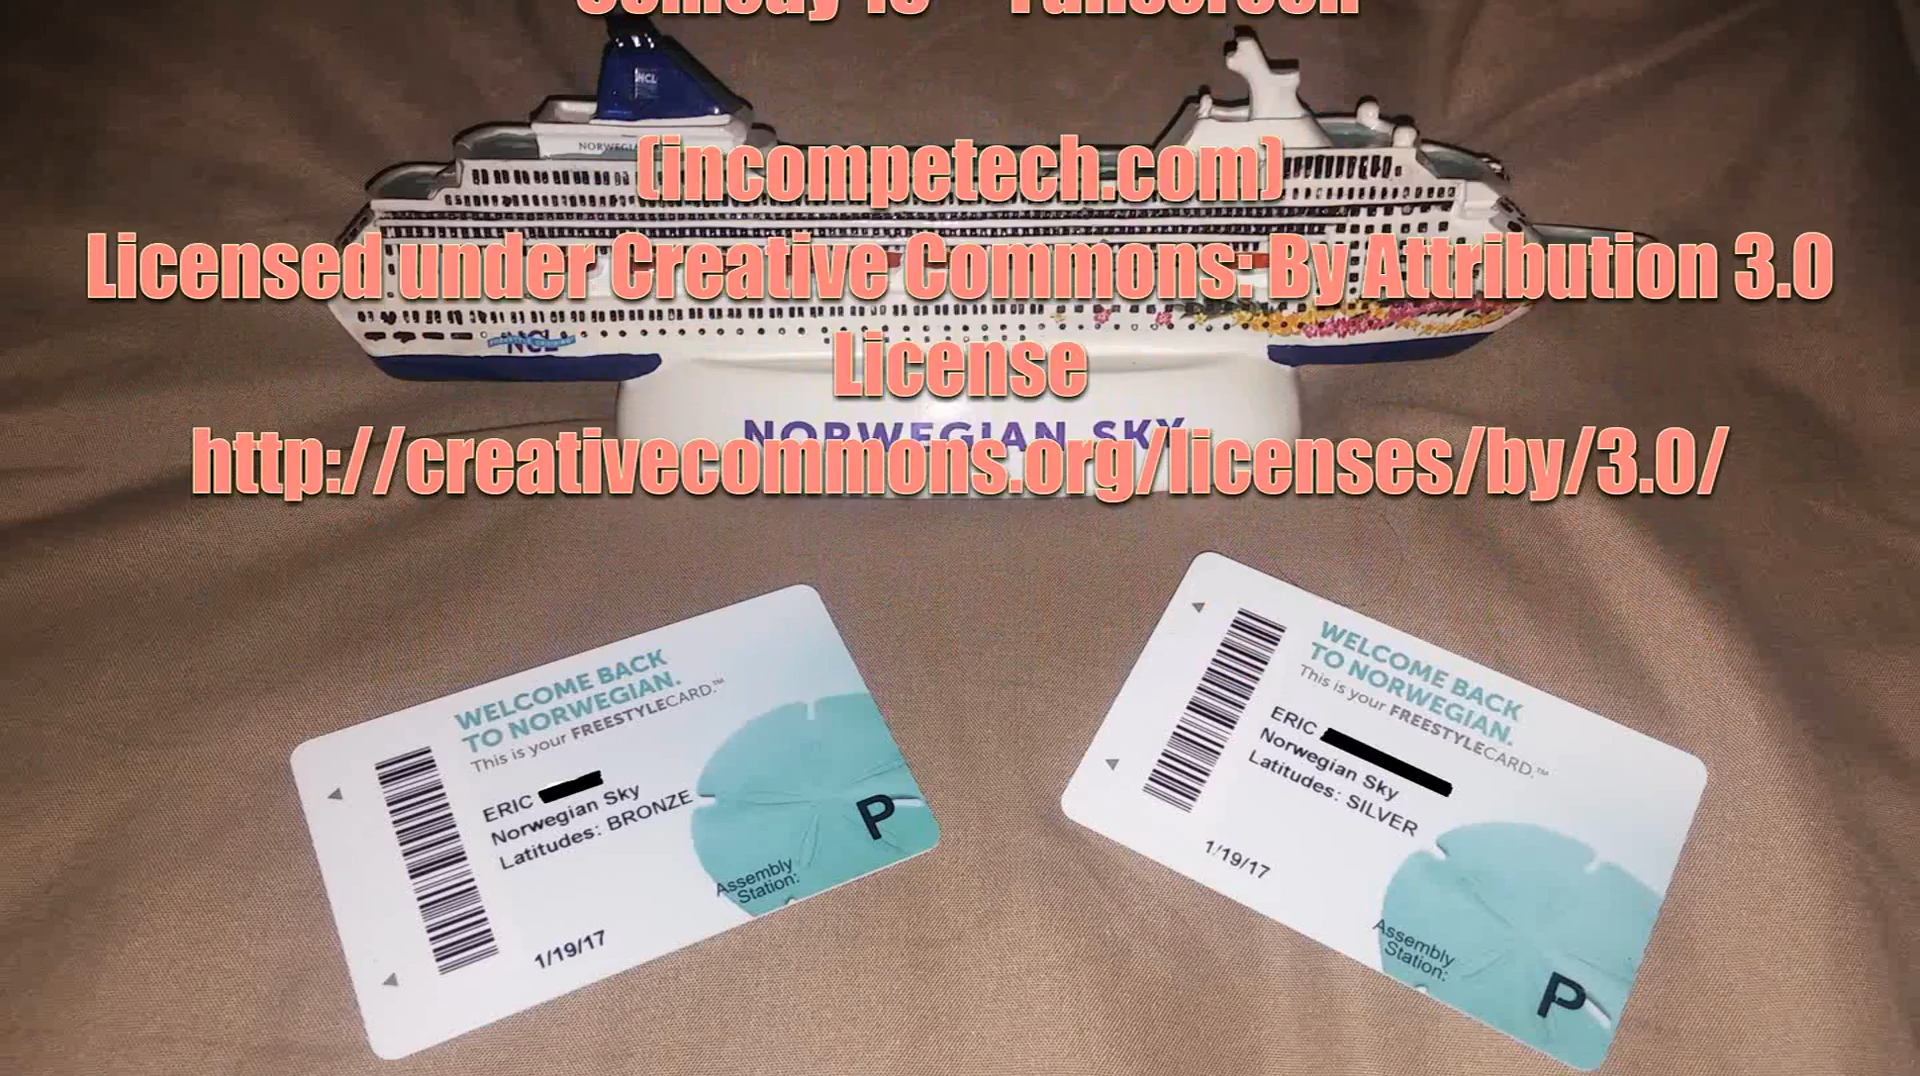 NCL
(incompetech.com)
Licensed under Creative Commons: By Attribution 3.0
License
http://creativecommons.org/licenses/by/3.0/
NCL
NORWEGIAN SKY
WELCOME BACK
TO NORWEGIAN.
This is your FREESTYLECARD.™
ERIC
Norwegian Sky
Latitudes: BRONZE
P
Assembly
Station:
1/19/17
WELCOME BACK
TO NORWEGIAN.
This is your FREESTYLECARD.™
ERIC
Norwegian Sky
Latitudes: SILVER
1/19/17
Assembly
Station:
P